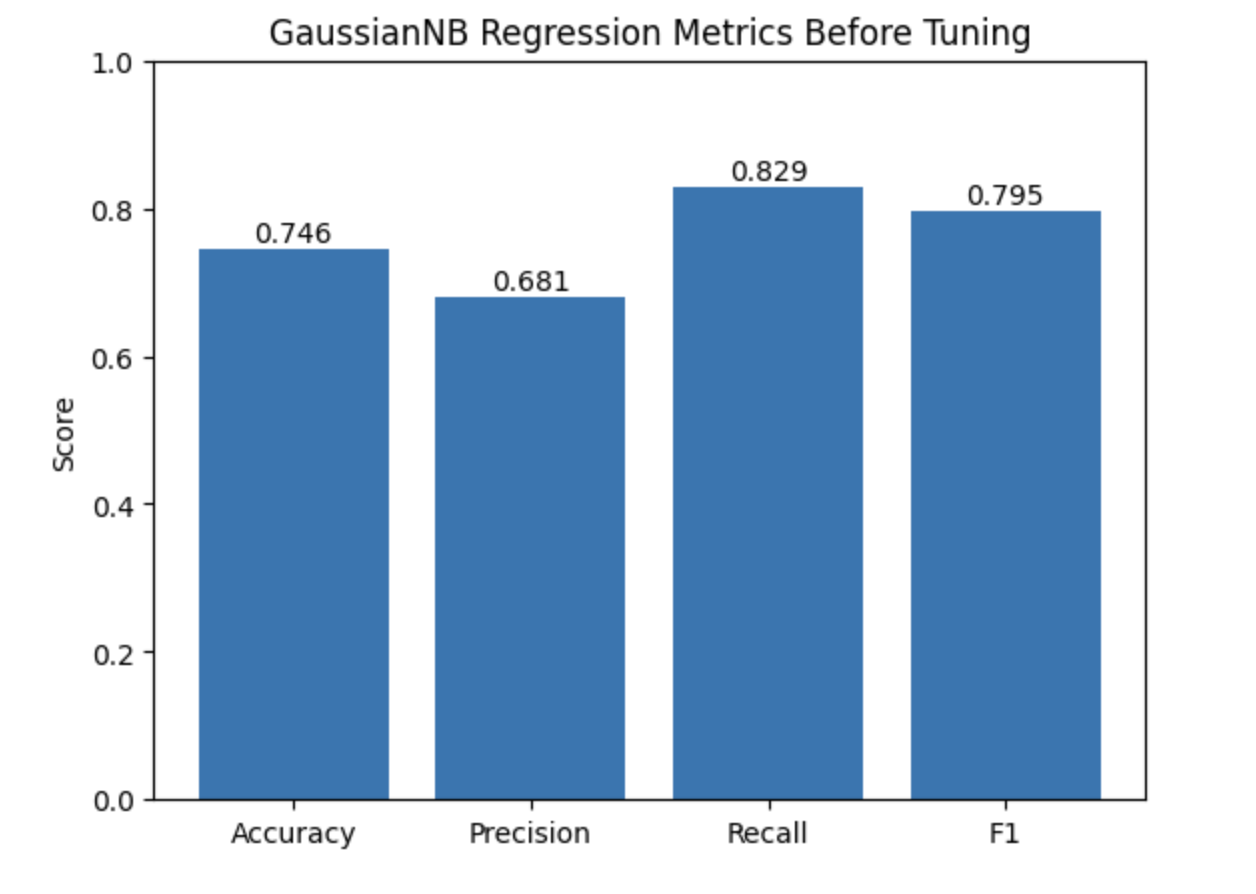 GaussianNB Regression Metrics Before Tuning
1.0
0.8
0.6
0.4
0.2
0.0
Score
0.746
0.681
0.829
0.795
Accuracy
Precision
Recall
F1